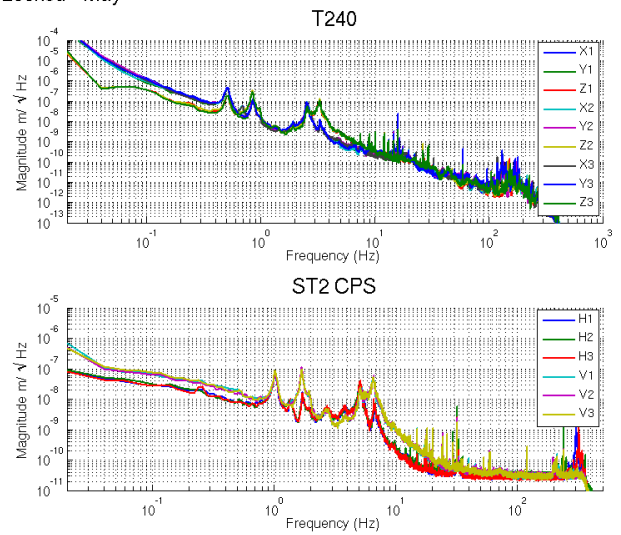 T240
Magnitude m/√Hz
10^-4
10^-5
10^-6
10^-7
10^-8
10^-9
10^-10
10^-11
10^-12
10^-13
X1
Y1
Z1
X2
Y2
Z2
X3
Y3
Z3
10^-1
10^0
10^1
10^2
10^3
Frequency (Hz)
ST2 CPS
Magnitude m/√Hz
10^-5
10^-6
10^-7
10^-8
10^-9
10^-10
10^-11
H1
H2
H3
V1
V2
V3
10^-1
10^0
10^1
10^2
Frequency (Hz)